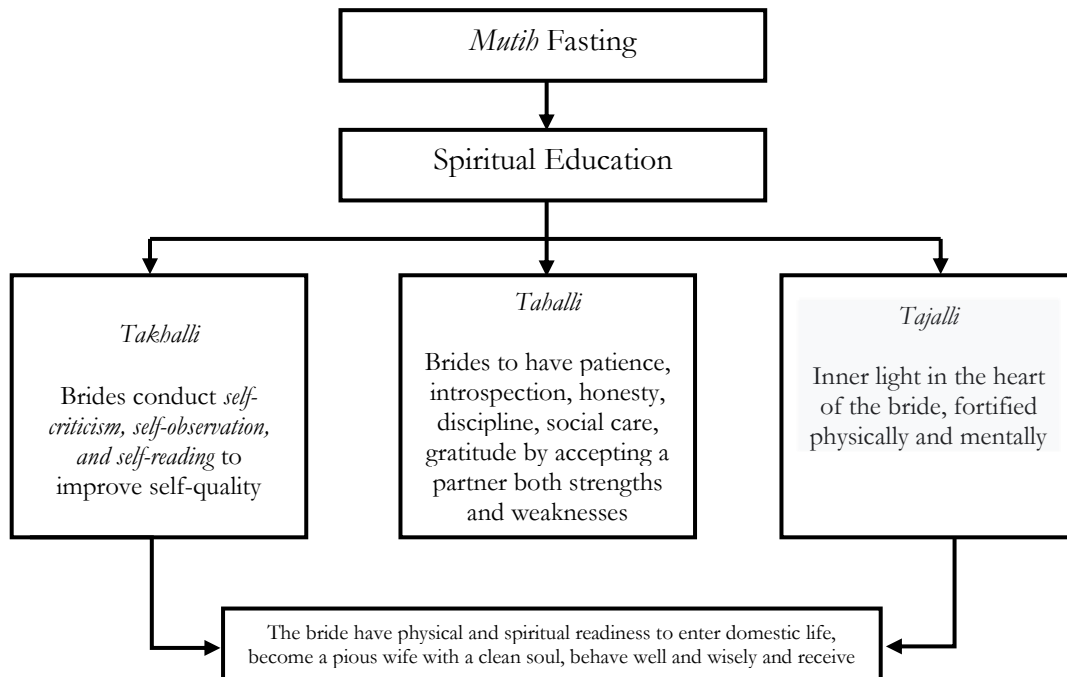 Mutih Fasting
Spiritual Education
Takhalli
Brides conduct self-
criticism, self-observation,
and self-reading to
improve self-quality
Tahalli
Brides to have patience,
introspection, honesty,
discipline, social care,
gratitude by accepting a
partner both strengths
and weaknesses
Tajalli
Inner light in the heart
of the bride, fortified
physically and mentally
The bride have physical and spiritual readiness to enter domestic life,
become a pious wife with a clean soul, behave well and wisely and receive